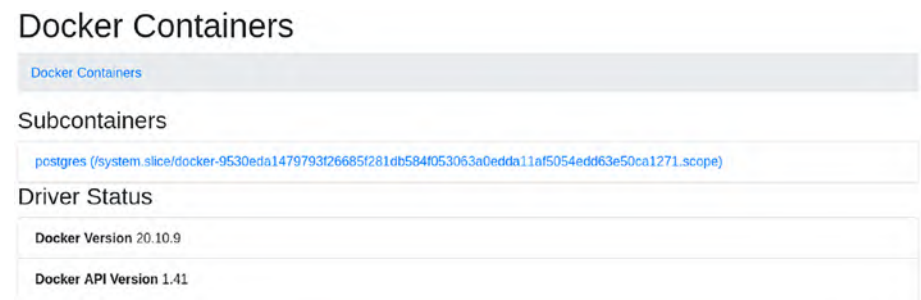 Docker Containers
Docker Containers
Subcontainers
postgres (/system.slice/docker-9530eda1479793f26685f281db584f053063a0edda11af5054edd63e50ca1271.scope)
Driver Status
Docker Version 20.10.9
Docker API Version 1.41